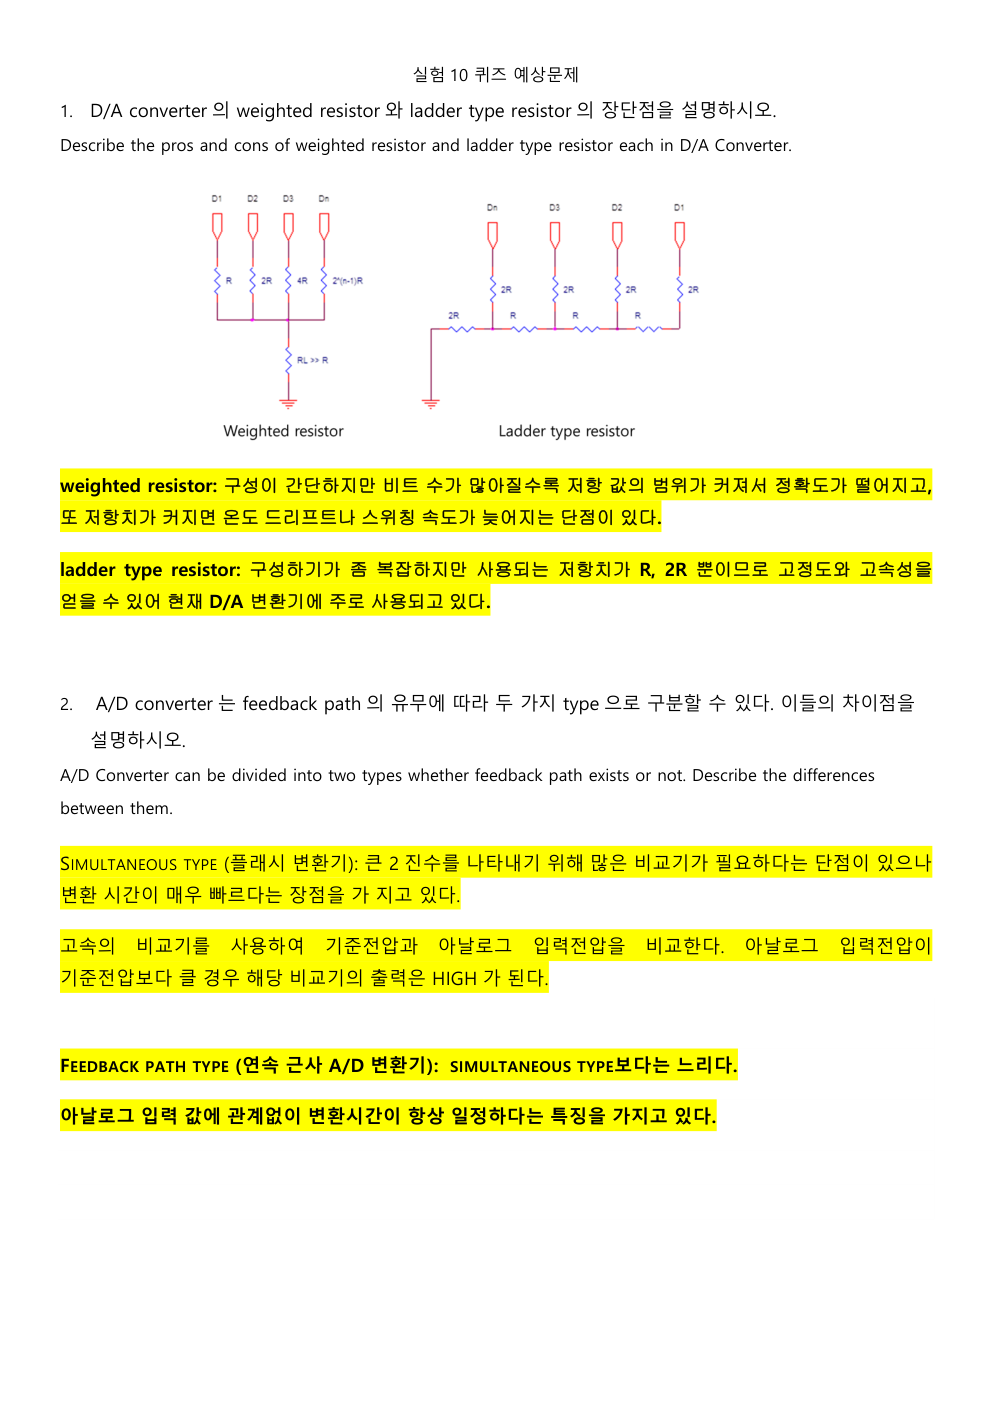 실험 10 퀴즈 예상문제
1. D/A converter 의 weighted resistor 와 ladder type resistor 의 장단점을 설명하시오.
Describe the pros and cons of weighted resistor and ladder type resistor each in D/A Converter.
D1 D2 D3 Dn
Dn D3 D2 D1
R 2R 4R 2^(n-1)R
2R 2R 2R 2R
2R R R R
RL >> R
Weighted resistor Ladder type resistor
weighted resistor: 구성이 간단하지만 비트 수가 많아질수록 저항 값의 범위가 커져서 정확도가 떨어지고,
또 저항치가 커지면 온도 드리프트나 스위칭 속도가 늦어지는 단점이 있다.
ladder type resistor: 구성하기가 좀 복잡하지만 사용되는 저항치가 R, 2R 뿐이므로 고정도와 고속성을
얻을 수 있어 현재 D/A 변환기에 주로 사용되고 있다.
2. A/D converter 는 feedback path 의 유무에 따라 두 가지 type 으로 구분할 수 있다. 이들의 차이점을
설명하시오.
A/D Converter can be divided into two types whether feedback path exists or not. Describe the differences
between them.
SIMULTANEOUS TYPE (플래시 변환기): 큰 2 진수를 나타내기 위해 많은 비교기가 필요하다는 단점이 있으나
변환 시간이 매우 빠르다는 장점을 가 지고 있다.
고속의 비교기를 사용하여 기준전압과 아날로그 입력전압을 비교한다. 아날로그 입력전압이
기준전압보다 클 경우 해당 비교기의 출력은 HIGH 가 된다.
FEEDBACK PATH TYPE (연속 근사 A/D 변환기): SIMULTANEOUS TYPE보다는 느리다.
아날로그 입력 값에 관계없이 변환시간이 항상 일정하다는 특징을 가지고 있다.